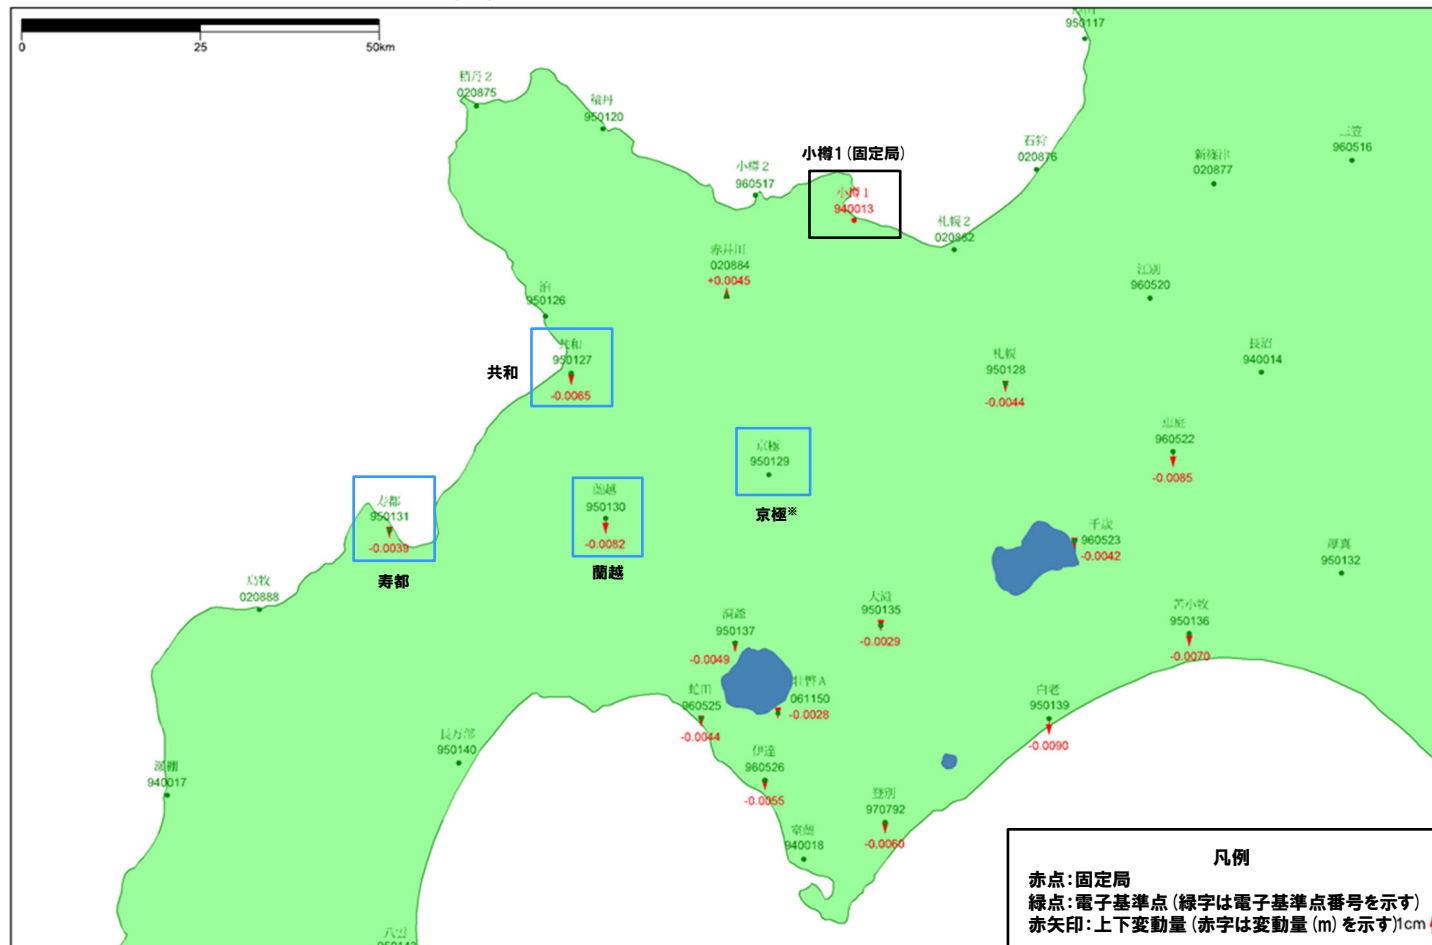 0
25
50km
950117
積丹２
020875
積丹
950120
小樽２
960517
小樽1（固定局）
小樽１
940013
石狩
020876
新篠津
020877
三笠
960516
札幌２
020882
赤井川
020884
+0.0045
江別
960520
泊
950126
共和
共和
950127
-0.0065
札幌
950128
-0.0044
長沼
940014
恵庭
960522
-0.0085
京極
950129
京極※
寿都
950131
-0.0039
寿都
蘭越
950130
-0.0082
蘭越
千歳
960523
-0.0042
厚真
950132
島牧
020888
大滝
950135
-0.0029
苫小牧
950136
-0.0070
洞爺
950137
-0.0049
壮瞥Ａ
061150
-0.0028
虻田
960525
-0.0044
白老
950139
-0.0090
長万部
950140
伊達
960526
-0.0055
940017
登別
970792
-0.0060
室蘭
940018
八雲
凡例
赤点：固定局
緑点：電子基準点（緑字は電子基準点番号を示す）
赤矢印：上下変動量（赤字は変動量（m）を示す）1cm